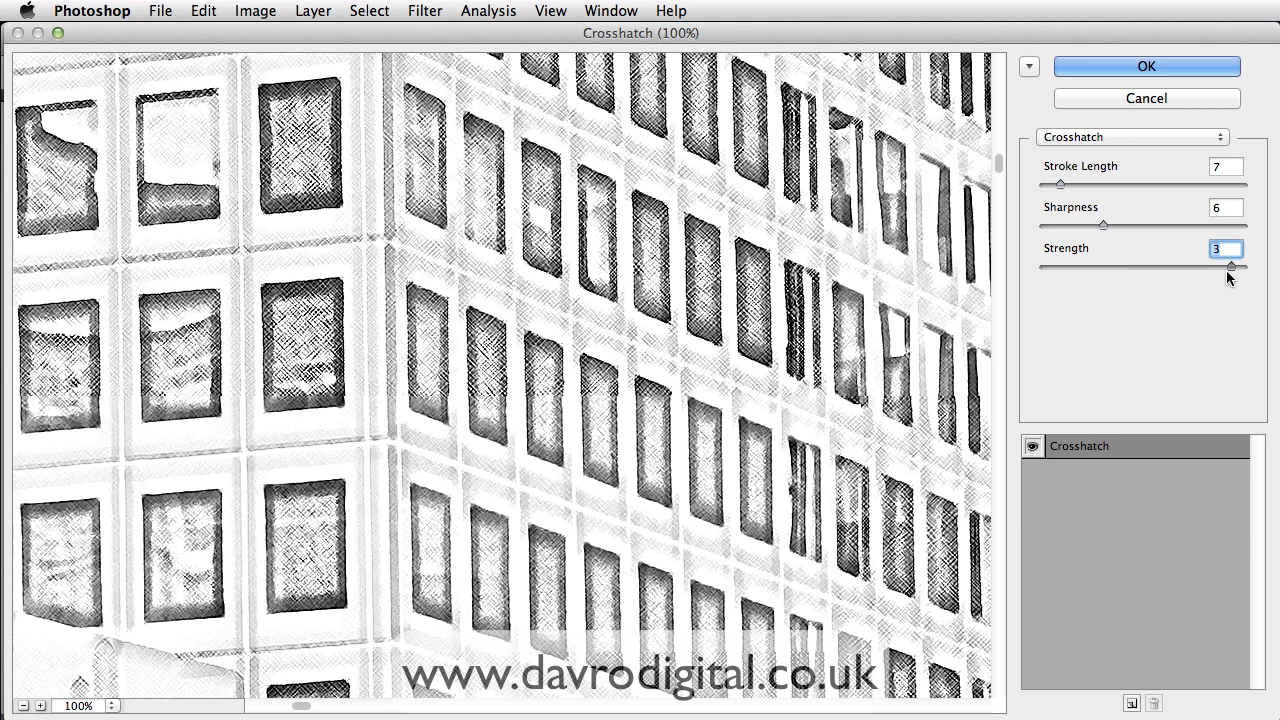 Photoshop File Edit Image Layer Select Filter Analysis View Window Help
Crosshatch (100%)
OK
Cancel
Crosshatch
Stroke Length 7
Sharpness 6
Strength 3
Crosshatch
www.davrodigital.co.uk
100%